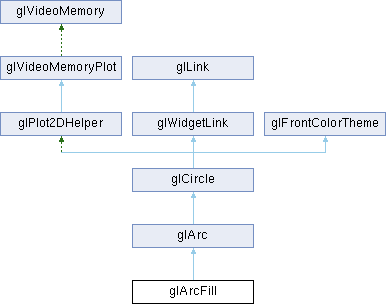 glVideoMemory
glVideoMemoryPlot
glLink
glPlot2DHelper
glWidgetLink
glFrontColorTheme
glCircle
glArc
glArcFill